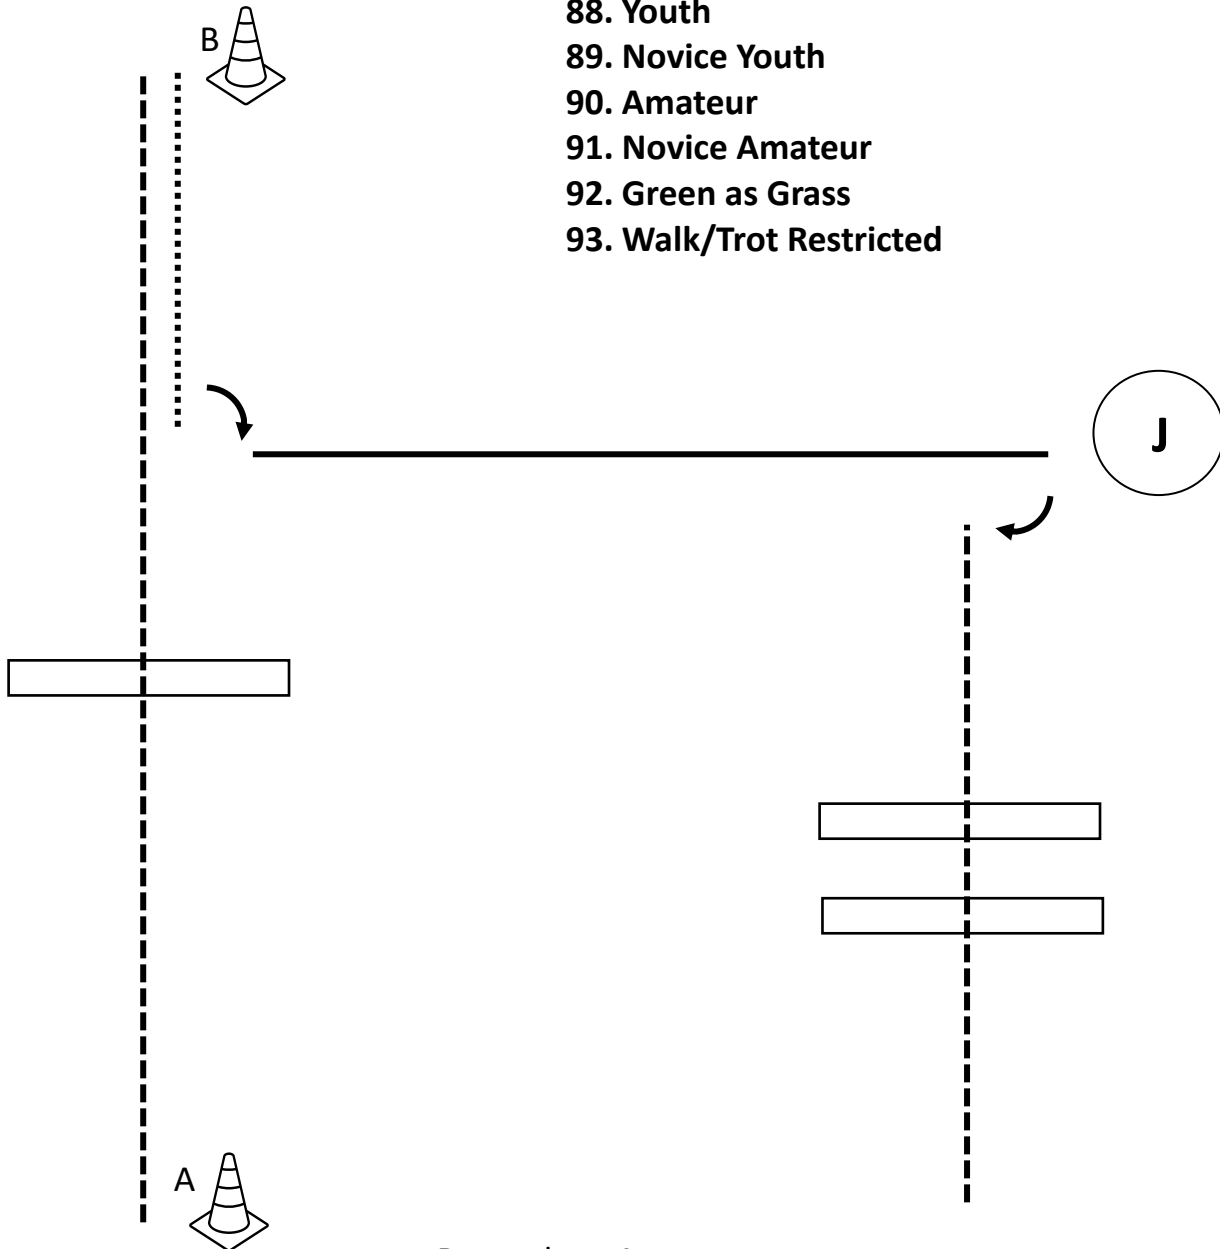 88. Youth
B
89. Novice Youth
90. Amateur
91. Novice Amateur
92. Green as Grass
93. Walk/Trot Restricted
J
A